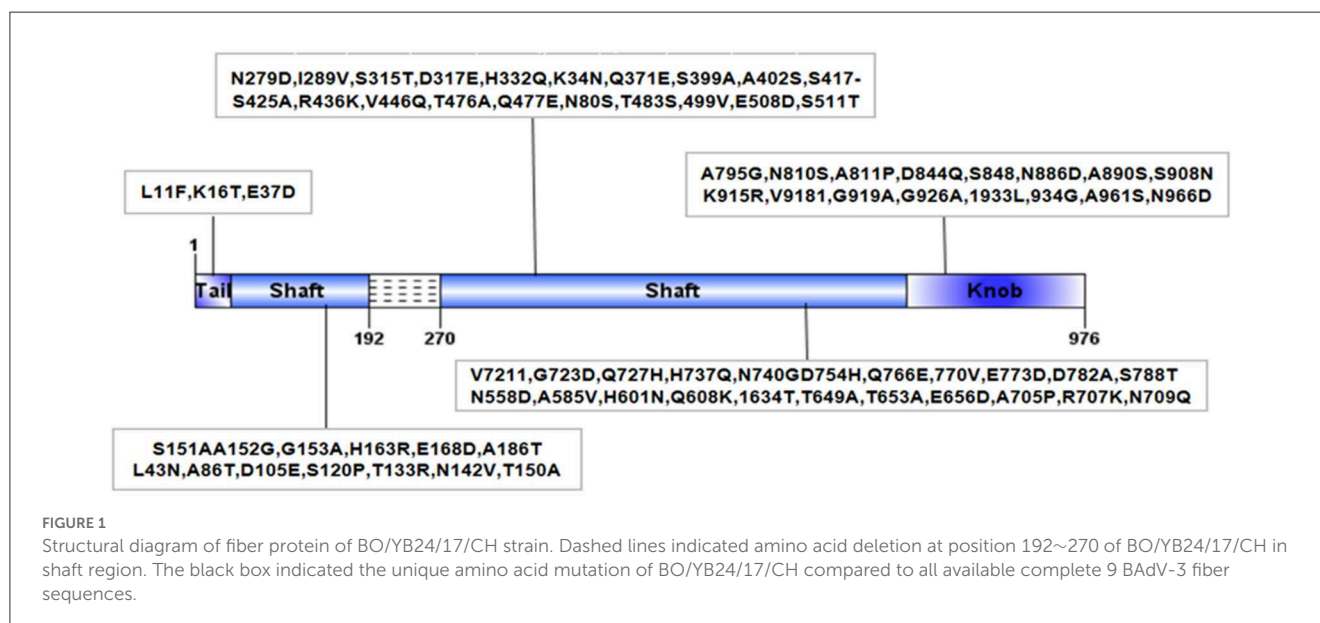 N279D,I289V,S315T,D317E,H332Q,K34N,Q371E,S399A,A402S,S417-
S425A,R436K,V446Q,T476A,Q477E,N80S,T483S,499V,E508D,S511T
A795G,N810S,A811P,D844Q,S848,N886D,A890S,S908N
K915R,V9181,G919A,G926A,1933L,934G,A961S,N966D
L11F,K16T,E37D
1
Tail
Shaft
Shaft
Knob
192
270
976
V7211,G723D,Q727H,H737Q,N740GD754H,Q766E,770V,E773D,D782A,S788T
N558D,A585V,H601N,Q608K,1634T,T649A,T653A,E656D,A705P,R707K,N709Q
S151AA152G,G153A,H163R,E168D,A186T
L43N,A86T,D105E,S120P,T133R,N142V,T150A
FIGURE 1
Structural diagram of fiber protein of BO/YB24/17/CH strain. Dashed lines indicated amino acid deletion at position 192~270 of BO/YB24/17/CH in
shaft region. The black box indicated the unique amino acid mutation of BO/YB24/17/CH compared to all available complete 9 BAdV-3 fiber
sequences.